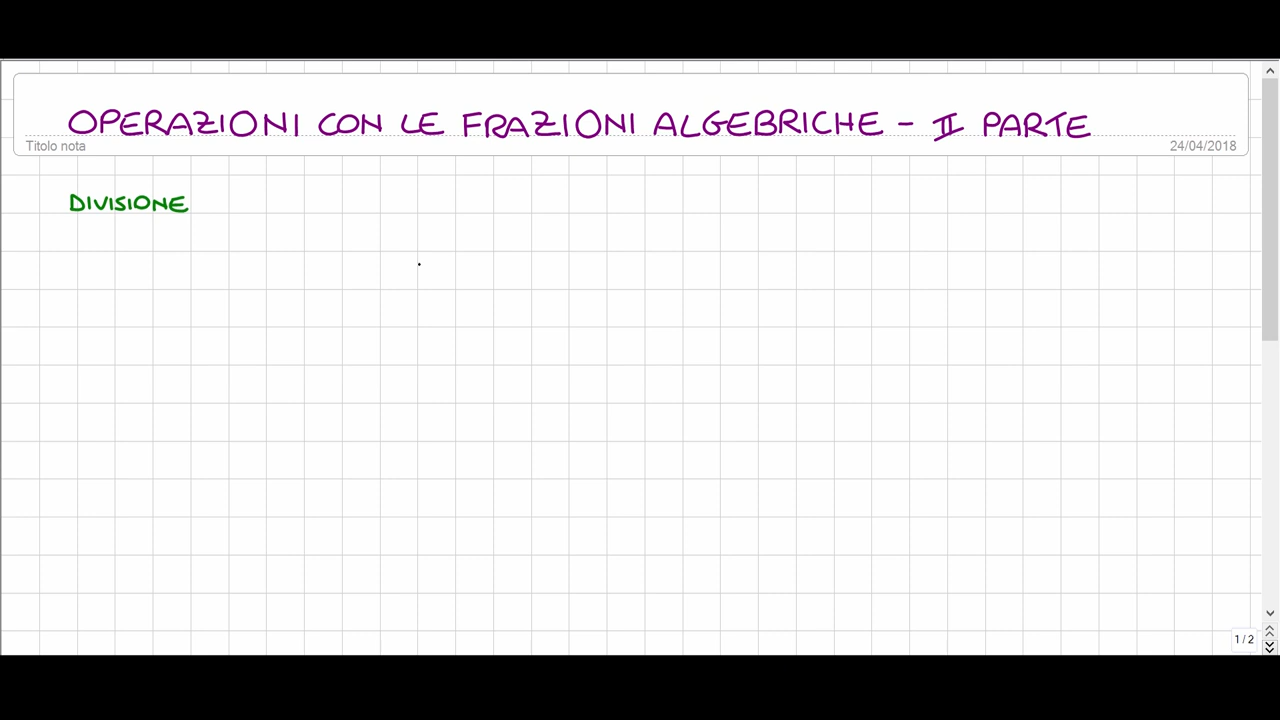 OPERAZIONI CON LE FRAZIONI ALGEBRICHE - II PARTE
Titolo nota 24/04/2018
DIVISIONE
1 / 2